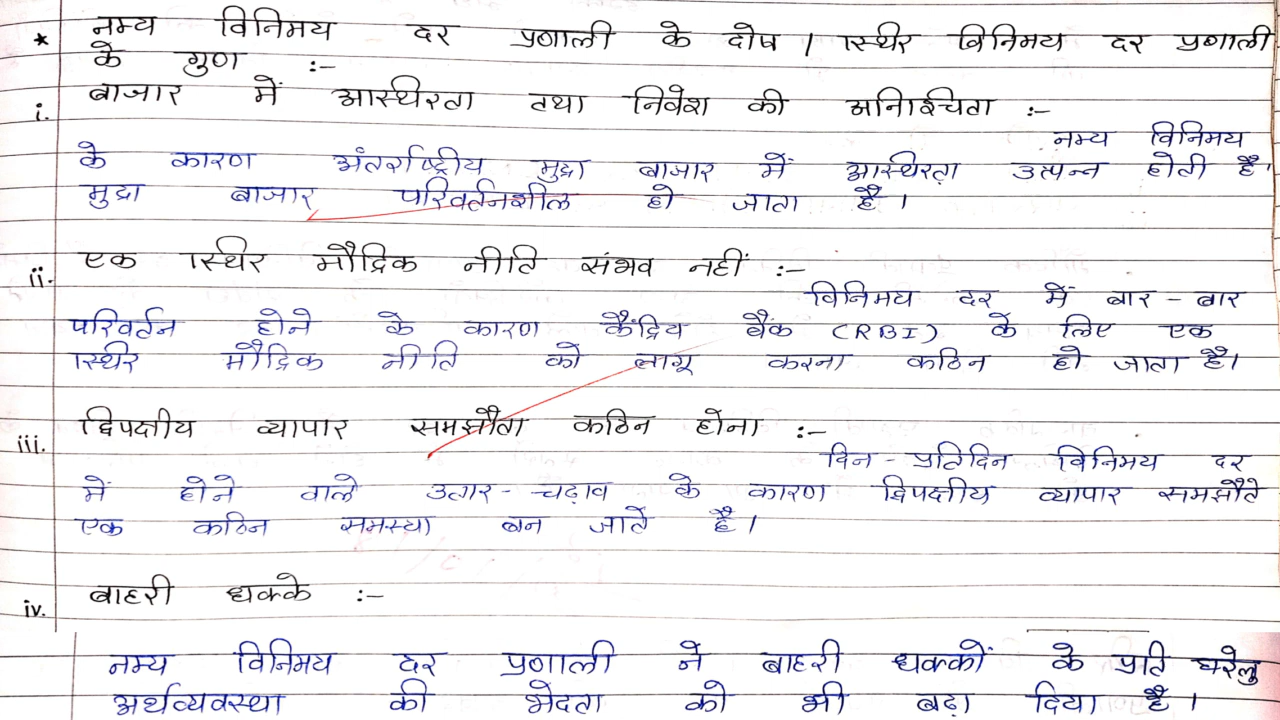 * नम्य विनिमय दर प्रणाली के दोष / स्थिर विनिमय दर प्रणाली
के गुण :-
i. बाजार में अस्थिरता तथा निवेश की अनिश्चितता :-
नम्य विनिमय
के कारण अंतर्राष्ट्रीय मुद्रा बाजार में अस्थिरता उत्पन्न होती है।
मुद्रा बाजार परिवर्तनशील हो जाता है।
ii. एक स्थिर मौद्रिक नीति संभव नहीं :-
विनिमय दर में बार - बार
परिवर्तन होने के कारण केंद्रिय बैंक (RBI) के लिए एक
स्थिर मौद्रिक नीति को लागू करना कठिन हो जाता है।
iii. द्विपक्षीय व्यापार समझौता कठिन होना :-
दिन - प्रतिदिन विनिमय दर
में होने वाले उतार - चढ़ाव के कारण द्विपक्षीय व्यापार समझौते
एक कठिन समस्या बन जाते है।
iv. बाहरी धक्के :-
नम्य विनिमय दर प्रणाली ने बाहरी धक्कों के प्रति घरेलु
अर्थव्यवस्था की भेदता को भी बढ़ा दिया है।